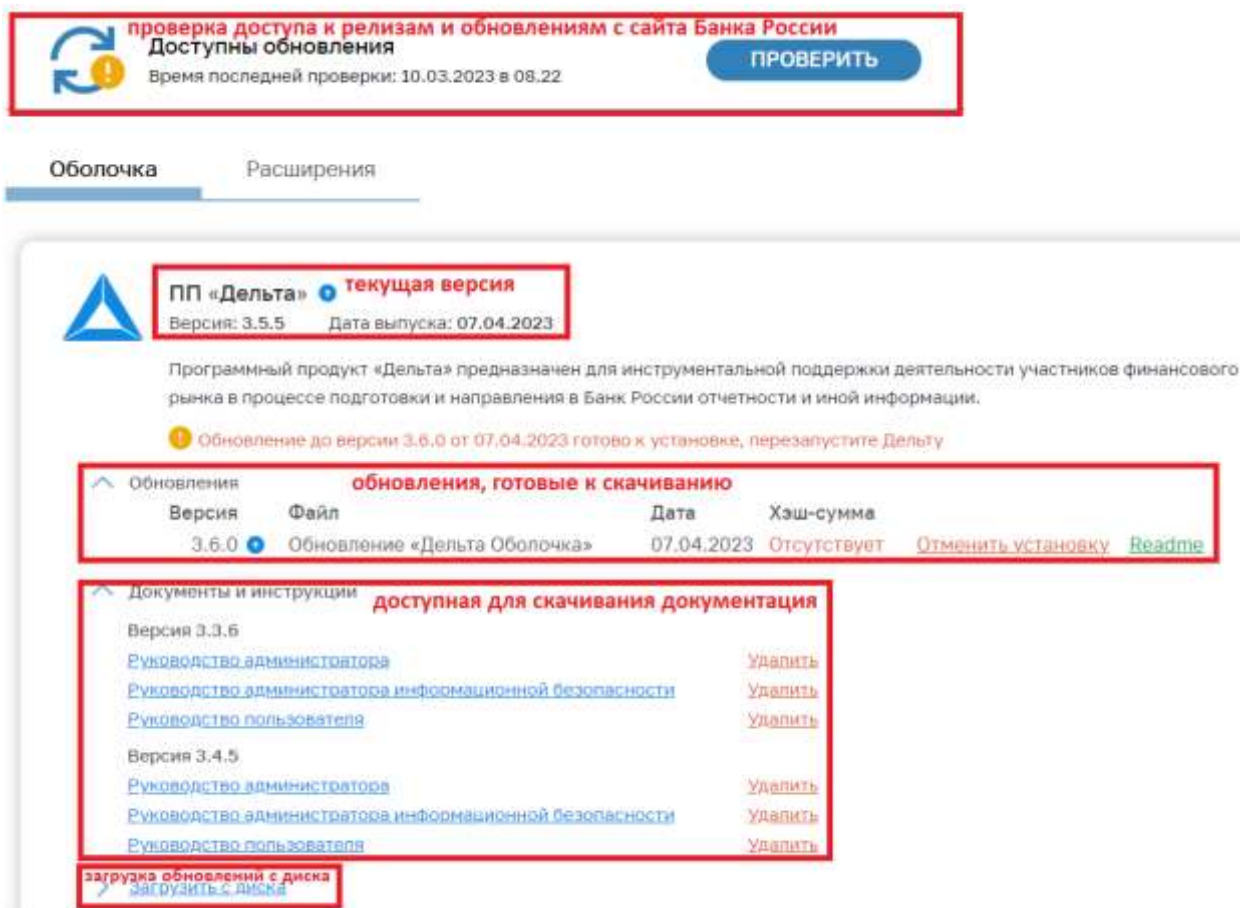 проверка доступа к релизам и обновлениям с сайта Банка России
Доступны обновления
Время последней проверки: 10.03.2023 в 08.22
ПРОВЕРИТЬ
Оболочка Расширения
ПП «Дельта» текущая версия
Версия: 3.5.5 Дата выпуска: 07.04.2023
Программный продукт «Дельта» предназначен для инструментальной поддержки деятельности участников финансового
рынка в процессе подготовки и направления в Банк России отчетности и иной информации.
Обновление до версии 3.6.0 от 07.04.2023 готово к установке, перезапустите Дельту
Обновления обновления, готовые к скачиванию
Версия Файл Дата Хэш-сумма
3.6.0 Обновление «Дельта Оболочка» 07.04.2023 Отсутствует Отменить установку Readme
Документы и инструкции доступная для скачивания документация
Версия 3.3.6
Руководство администратора Удалить
Руководство администратора информационной безопасности Удалить
Руководство пользователя Удалить
Версия 3.4.5
Руководство администратора Удалить
Руководство администратора информационной безопасности Удалить
Руководство пользователя Удалить
загрузка обновлений с диска
Загрузить с диска